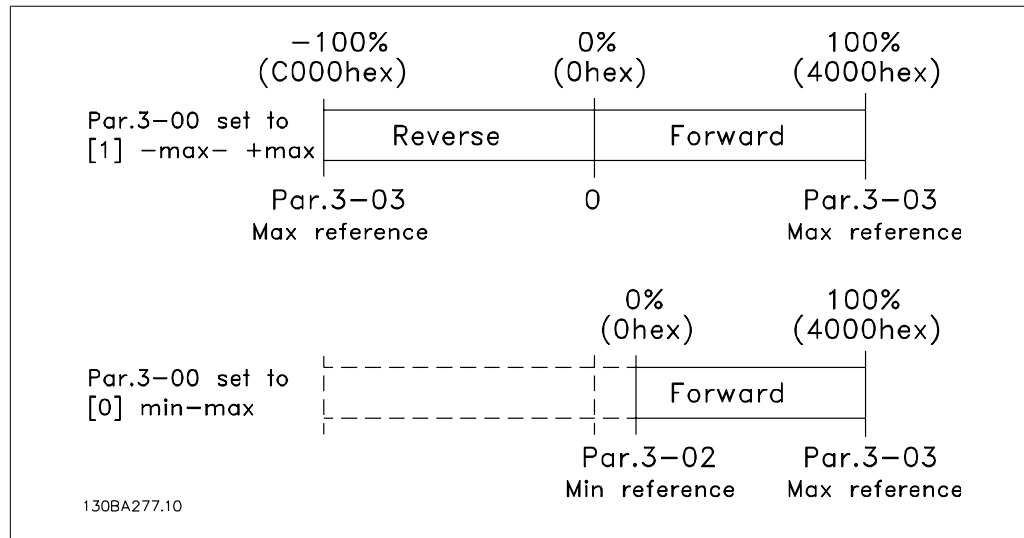 -100% 0% 100%
(C000hex) (0hex) (4000hex)
Par.3-00 set to
[1] -max- +max
Reverse Forward
Par.3-03 0 Par.3-03
Max reference Max reference
0% 100%
(0hex) (4000hex)
Par.3-00 set to
[0] min-max
Forward
Par.3-02 Par.3-03
Min reference Max reference
130BA277.10